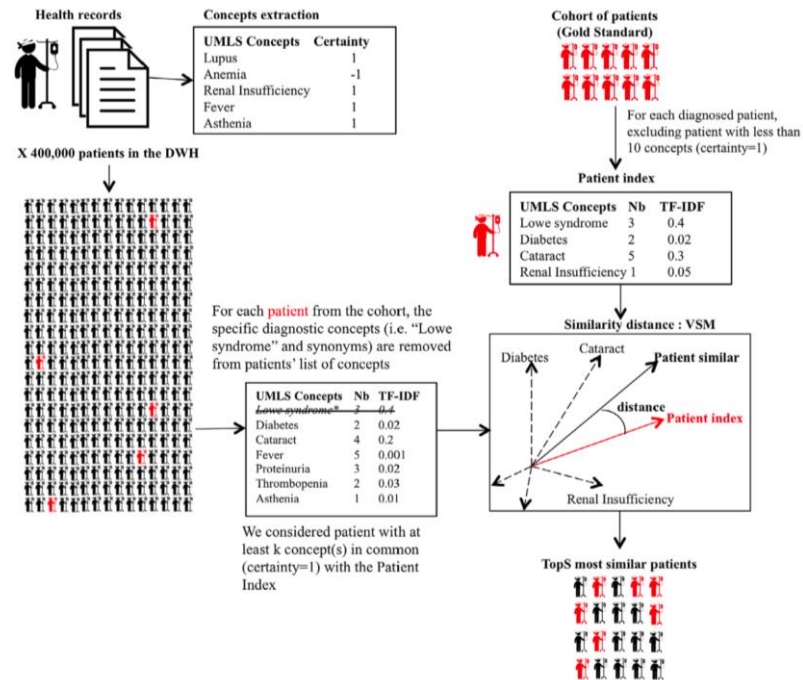 Health records
Concepts extraction
UMLS Concepts Certainty
Lupus 1
Anemia -1
Renal Insufficiency 1
Fever 1
Asthenia 1
X 400,000 patients in the DWH
Cohort of patients
(Gold Standard)
For each diagnosed patient,
excluding patient with less than
10 concepts (certainty=1)
Patient index
UMLS Concepts Nb TF-IDF
Lowe syndrome 3 0.4
Diabetes 2 0.02
Cataract 5 0.3
Renal Insufficiency 1 0.05
For each patient from the cohort, the
specific diagnostic concepts (i.e. “Lowe
syndrome” and synonyms) are removed
from patients’ list of concepts
UMLS Concepts Nb TF-IDF
Lowe syndrome* 3 0.4
Diabetes 2 0.02
Cataract 4 0.2
Fever 5 0.001
Proteinuria 3 0.02
Thrombopenia 2 0.03
Asthenia 1 0.01
We considered patient with at
least k concept(s) in common
(certainty=1) with the Patient
Index
Similarity distance : VSM
Diabetes
Cataract
Patient similar
distance
Patient index
Renal Insufficiency
TopS most similar patients